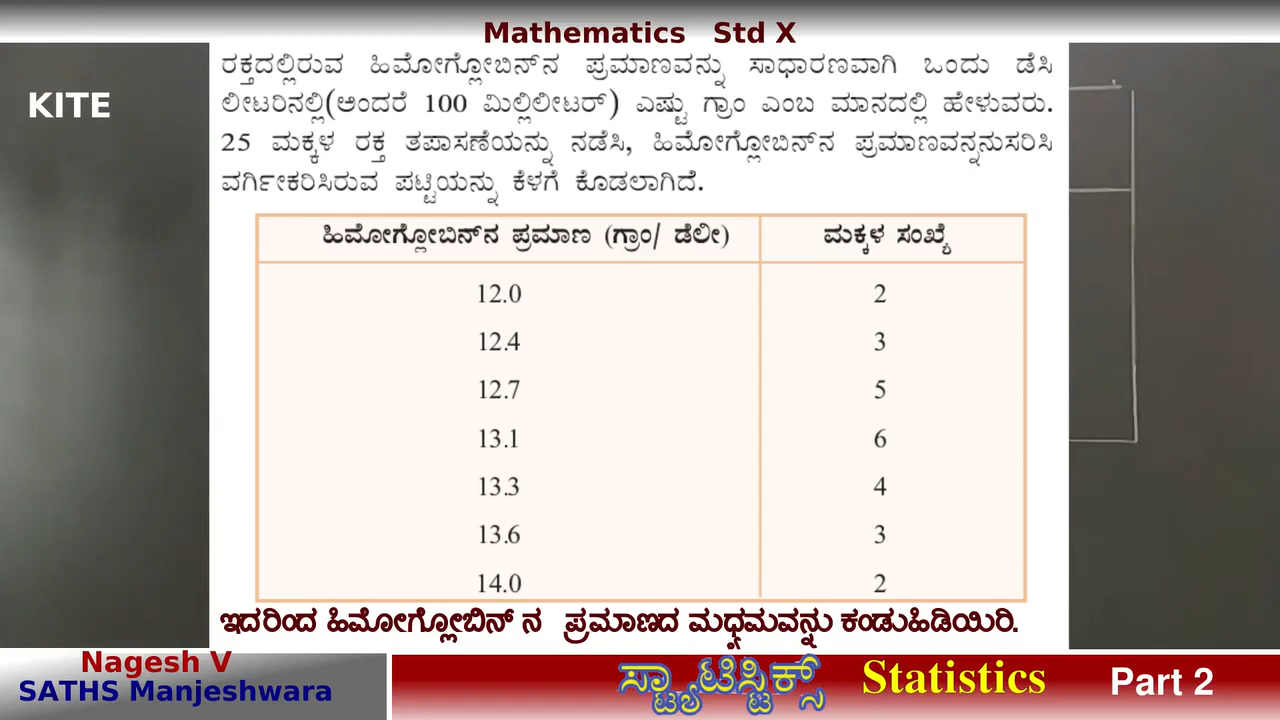 Mathematics Std X
KITE
ರಕ್ತದಲ್ಲಿರುವ ಹಿಮೋಗ್ಲೋಬಿನ್‌ನ ಪ್ರಮಾಣವನ್ನು ಸಾಧಾರಣವಾಗಿ ಒಂದು ಡೆಸಿ
ಲೀಟರಿನಲ್ಲಿ(ಅಂದರೆ 100 ಮಿಲ್ಲಿಲೀಟರ್) ಎಷ್ಟು ಗ್ರಾಂ ಎಂಬ ಮಾನದಲ್ಲಿ ಹೇಳುವರು.
25 ಮಕ್ಕಳ ರಕ್ತ ತಪಾಸಣೆಯನ್ನು ನಡೆಸಿ, ಹಿಮೋಗ್ಲೋಬಿನ್‌ನ ಪ್ರಮಾಣವನ್ನನುಸರಿಸಿ
ವರ್ಗೀಕರಿಸಿರುವ ಪಟ್ಟಿಯನ್ನು ಕೆಳಗೆ ಕೊಡಲಾಗಿದೆ.
ಹಿಮೋಗ್ಲೋಬಿನ್‌ನ ಪ್ರಮಾಣ (ಗ್ರಾಂ/ ಡೆಲೀ) ಮಕ್ಕಳ ಸಂಖ್ಯೆ
12.0 2
12.4 3
12.7 5
13.1 6
13.3 4
13.6 3
14.0 2
ಇದರಿಂದ ಹಿಮೋಗ್ಲೋಬಿನ್ ನ ಪ್ರಮಾಣದ ಮಧ್ಯಮವನ್ನು ಕಂಡುಹಿಡಿಯಿರಿ.
Nagesh V
SATHS Manjeshwara
ಸ್ಟ್ಯಾಟಿಸ್ಟಿಕ್ಸ್ Statistics Part 2